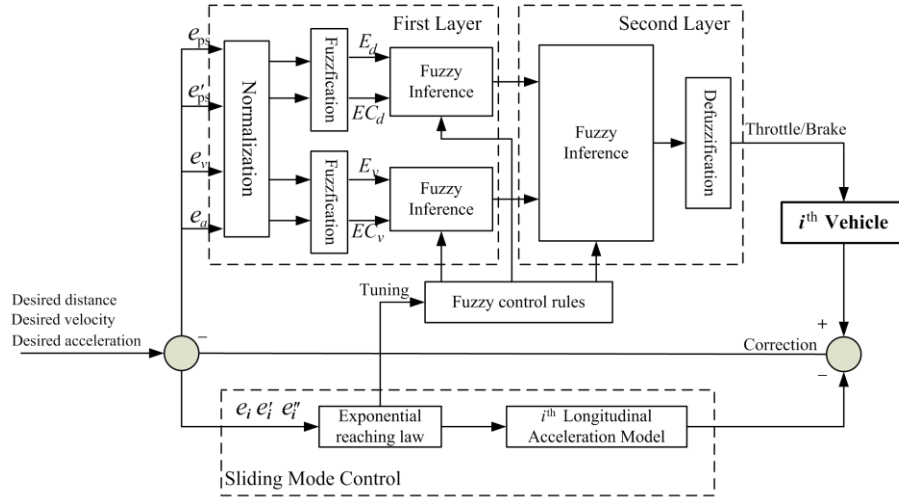 First Layer
Second Layer
e_ps
e′_ps
e_v
e_a
Normalization
Fuzzfication
E_d
EC_d
Fuzzy
Inference
Fuzzfication
E_v
EC_v
Fuzzy
Inference
Fuzzy
Inference
Defuzzification
Throttle/Brake
i^th Vehicle
Tuning
Fuzzy control rules
Desired distance
Desired velocity
Desired acceleration
−
+
Correction
−
e_i e′_i e″_i
Exponential
reaching law
i^th Longitudinal
Acceleration Model
Sliding Mode Control